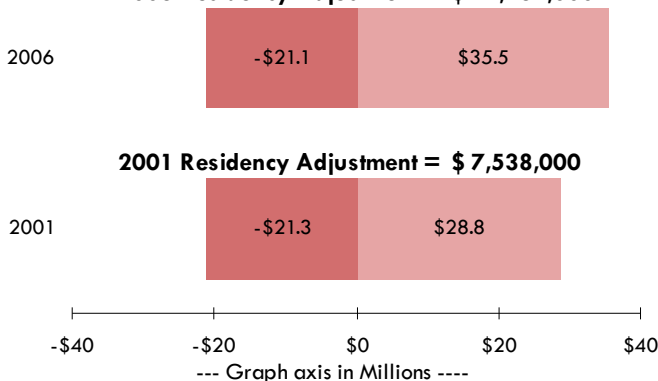 2006
-$21.1 $35.5
2001 Residency Adjustment = $ 7,538,000
2001
-$21.3 $28.8
-$40 -$20 $0 $20 $40
--- Graph axis in Millions ----